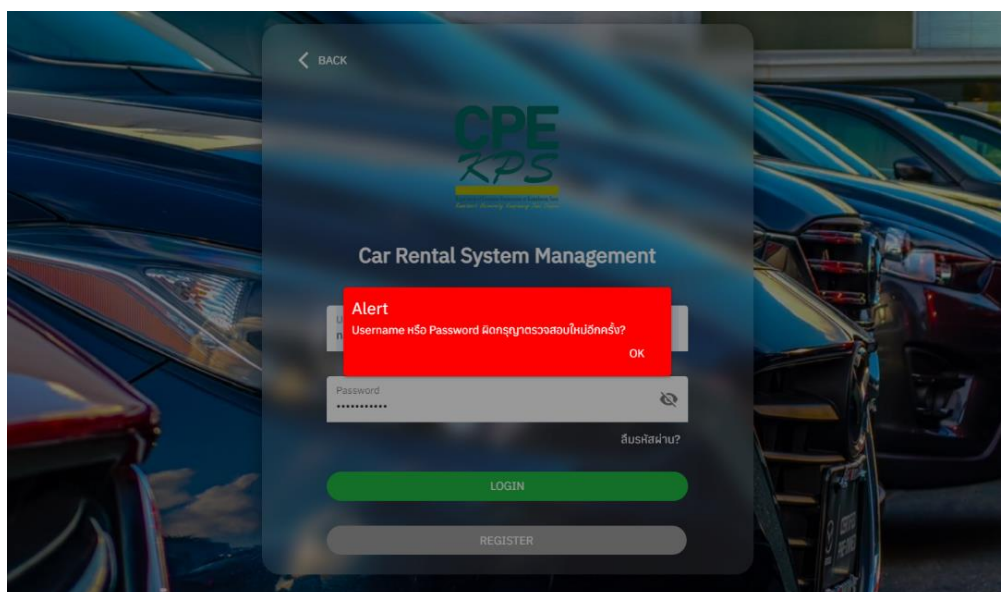 BACK
CPE
KPS
Car Rental System Management
Alert
Username หรือ Password ผิดกรุญาตรวจสอบใหม่อีกครั้ง?
OK
Password
ลืมรหัสผ่าน?
LOGIN
REGISTER